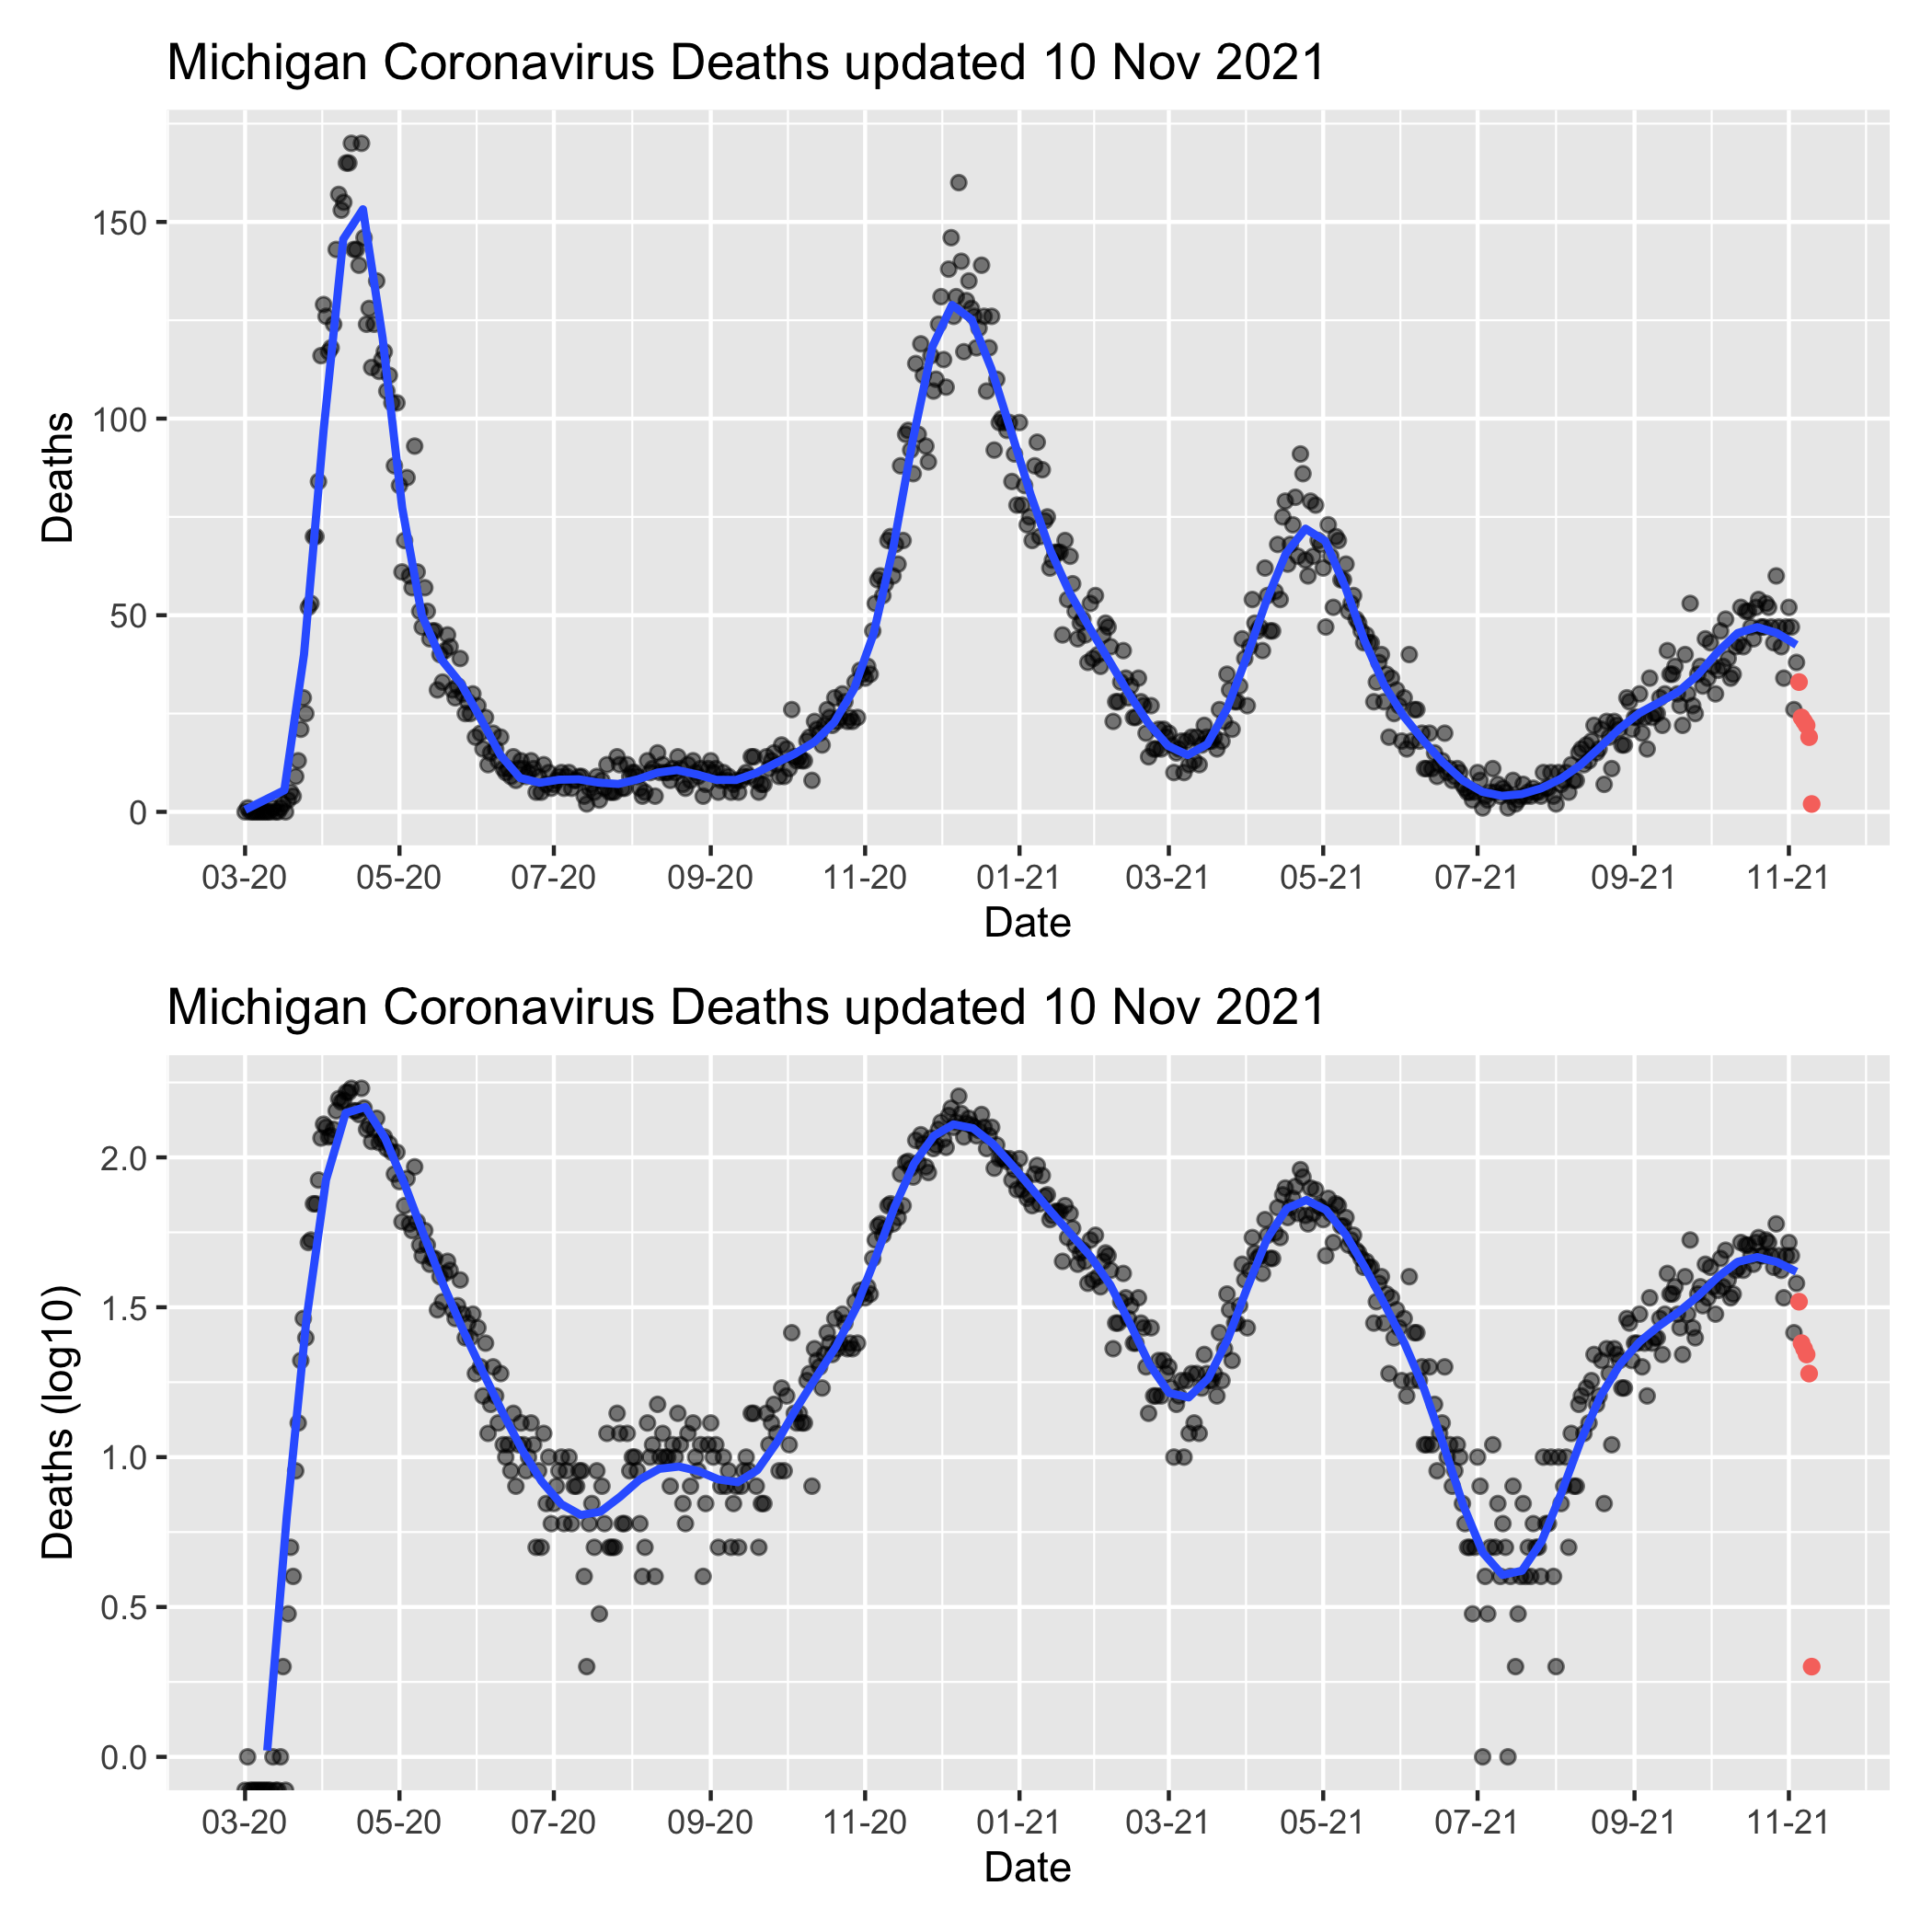 Michigan Coronavirus Deaths updated 10 Nov 2021
150
100
50
0
Deaths
03-20 05-20 07-20 09-20 11-20 01-21 03-21 05-21 07-21 09-21 11-21
Date
Michigan Coronavirus Deaths updated 10 Nov 2021
2.0
1.5
1.0
0.5
0.0
Deaths (log10)
03-20 05-20 07-20 09-20 11-20 01-21 03-21 05-21 07-21 09-21 11-21
Date